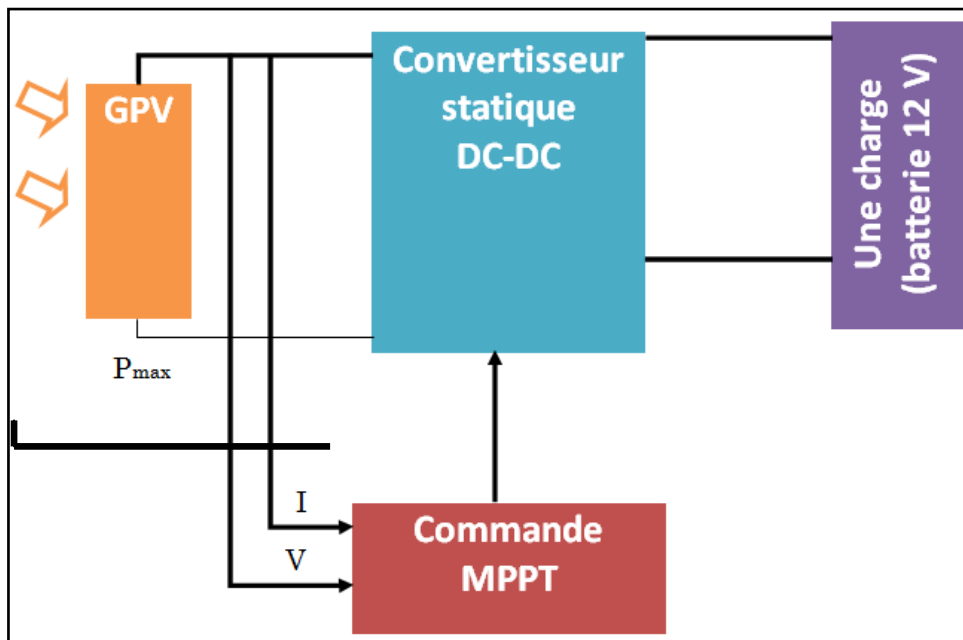 GPV
Convertisseur
statique
DC-DC
Une charge
(batterie 12 V)
Pmax
I
V
Commande
MPPT